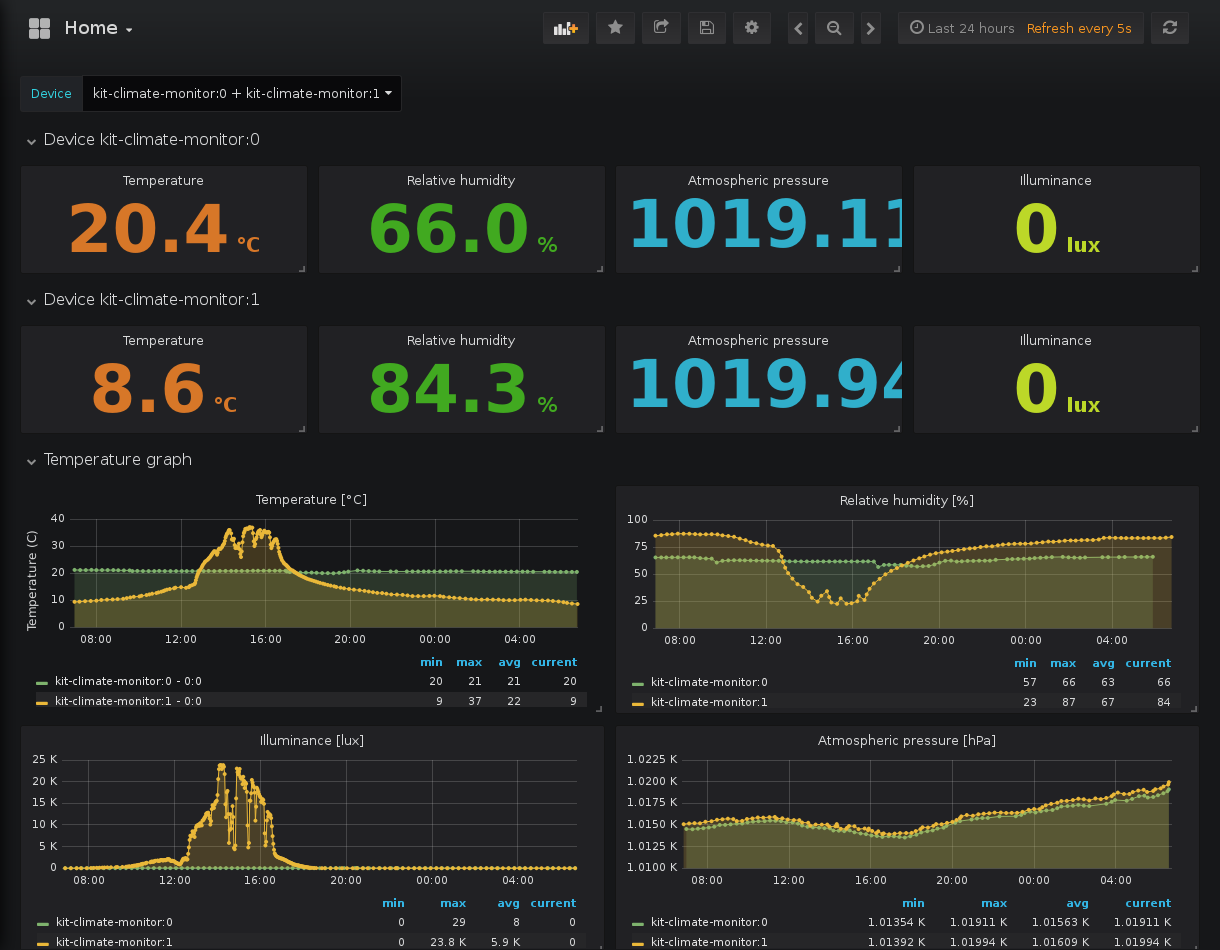 Home
Last 24 hours Refresh every 5s
Device kit-climate-monitor:0 + kit-climate-monitor:1
Device kit-climate-monitor:0
Temperature Relative humidity Atmospheric pressure Illuminance
20.4 °C 66.0 % 1019.11 0 lux
Device kit-climate-monitor:1
Temperature Relative humidity Atmospheric pressure Illuminance
8.6 °C 84.3 % 1019.94 0 lux
Temperature graph
Temperature [°C]
Temperature (C)
40
30
20
10
0
08:00 12:00 16:00 20:00 00:00 04:00
min max avg current
kit-climate-monitor:0 - 0:0 20 21 21 20
kit-climate-monitor:1 - 0:0 9 37 22 9
Relative humidity [%]
100
75
50
25
0
08:00 12:00 16:00 20:00 00:00 04:00
min max avg current
kit-climate-monitor:0 57 66 63 66
kit-climate-monitor:1 23 87 67 84
Illuminance [lux]
25 K
20 K
15 K
10 K
5 K
0
08:00 12:00 16:00 20:00 00:00 04:00
min max avg current
kit-climate-monitor:0 0 29 8 0
kit-climate-monitor:1 0 23.8 K 5.9 K 0
Atmospheric pressure [hPa]
1.0225 K
1.0200 K
1.0175 K
1.0150 K
1.0125 K
1.0100 K
08:00 12:00 16:00 20:00 00:00 04:00
min max avg current
kit-climate-monitor:0 1.01354 K 1.01911 K 1.01563 K 1.01911 K
kit-climate-monitor:1 1.01392 K 1.01994 K 1.01609 K 1.01994 K